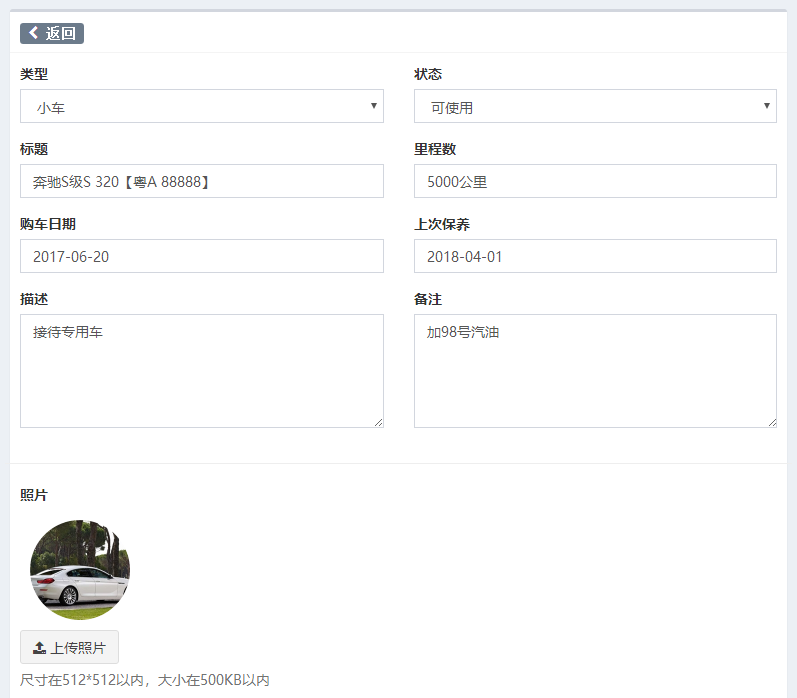 返回
类型
状态
小车
可使用
标题
里程数
奔驰S级S 320【粤A 88888】
5000公里
购车日期
上次保养
2017-06-20
2018-04-01
描述
备注
接待专用车
加98号汽油
照片
上传照片
尺寸在512*512以内，大小在500KB以内